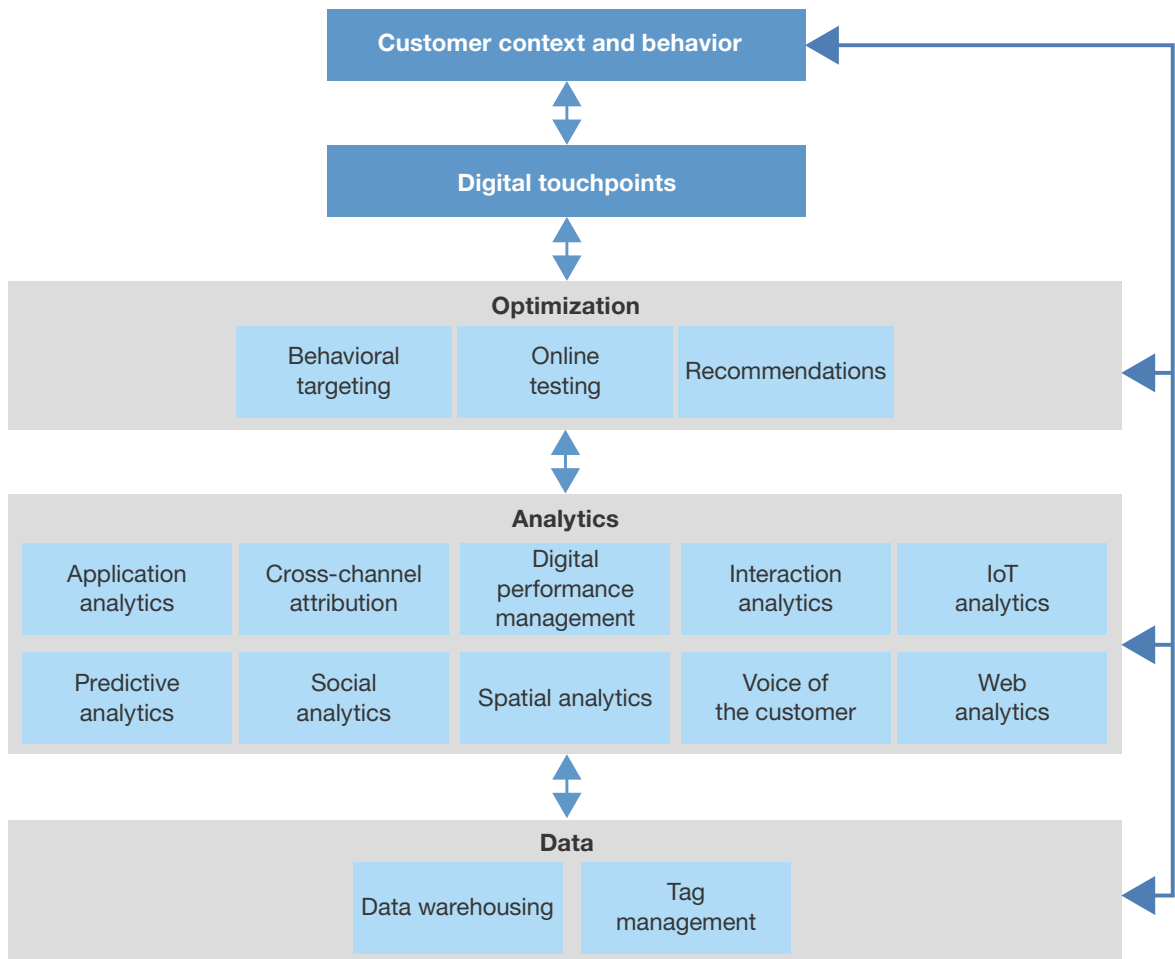 Customer context and behavior
Digital touchpoints
Optimization
Behavioral
targeting
Online
testing
Recommendations
Analytics
Application
analytics
Cross-channel
attribution
Digital
performance
management
Interaction
analytics
IoT
analytics
Predictive
analytics
Social
analytics
Spatial analytics
Voice of
the customer
Web
analytics
Data
Data warehousing
Tag
management